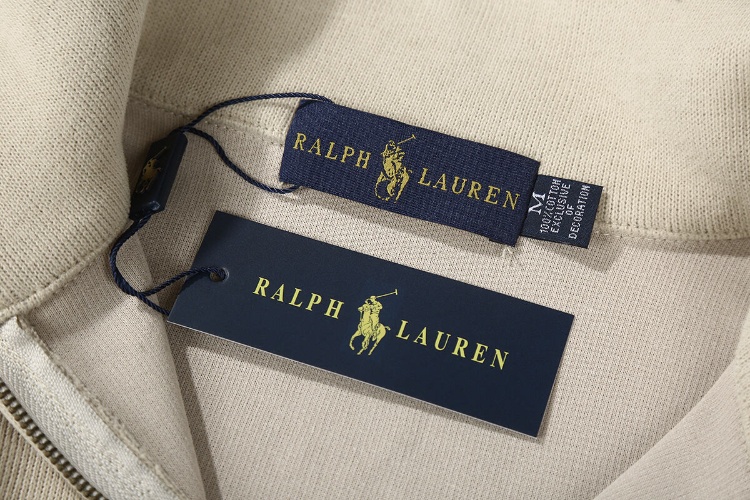 RALPH LAUREN
M
100%COTTON
EXCLUSIVE
OF
DECORATION
RALPH LAUREN